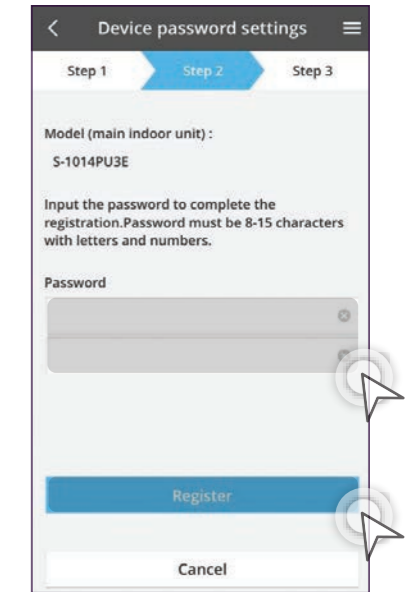 Device password settings
Step 1 Step 2 Step 3
Model (main indoor unit) :
S-1014PU3E
Input the password to complete the
registration.Password must be 8-15 characters
with letters and numbers.
Password
Register
Cancel